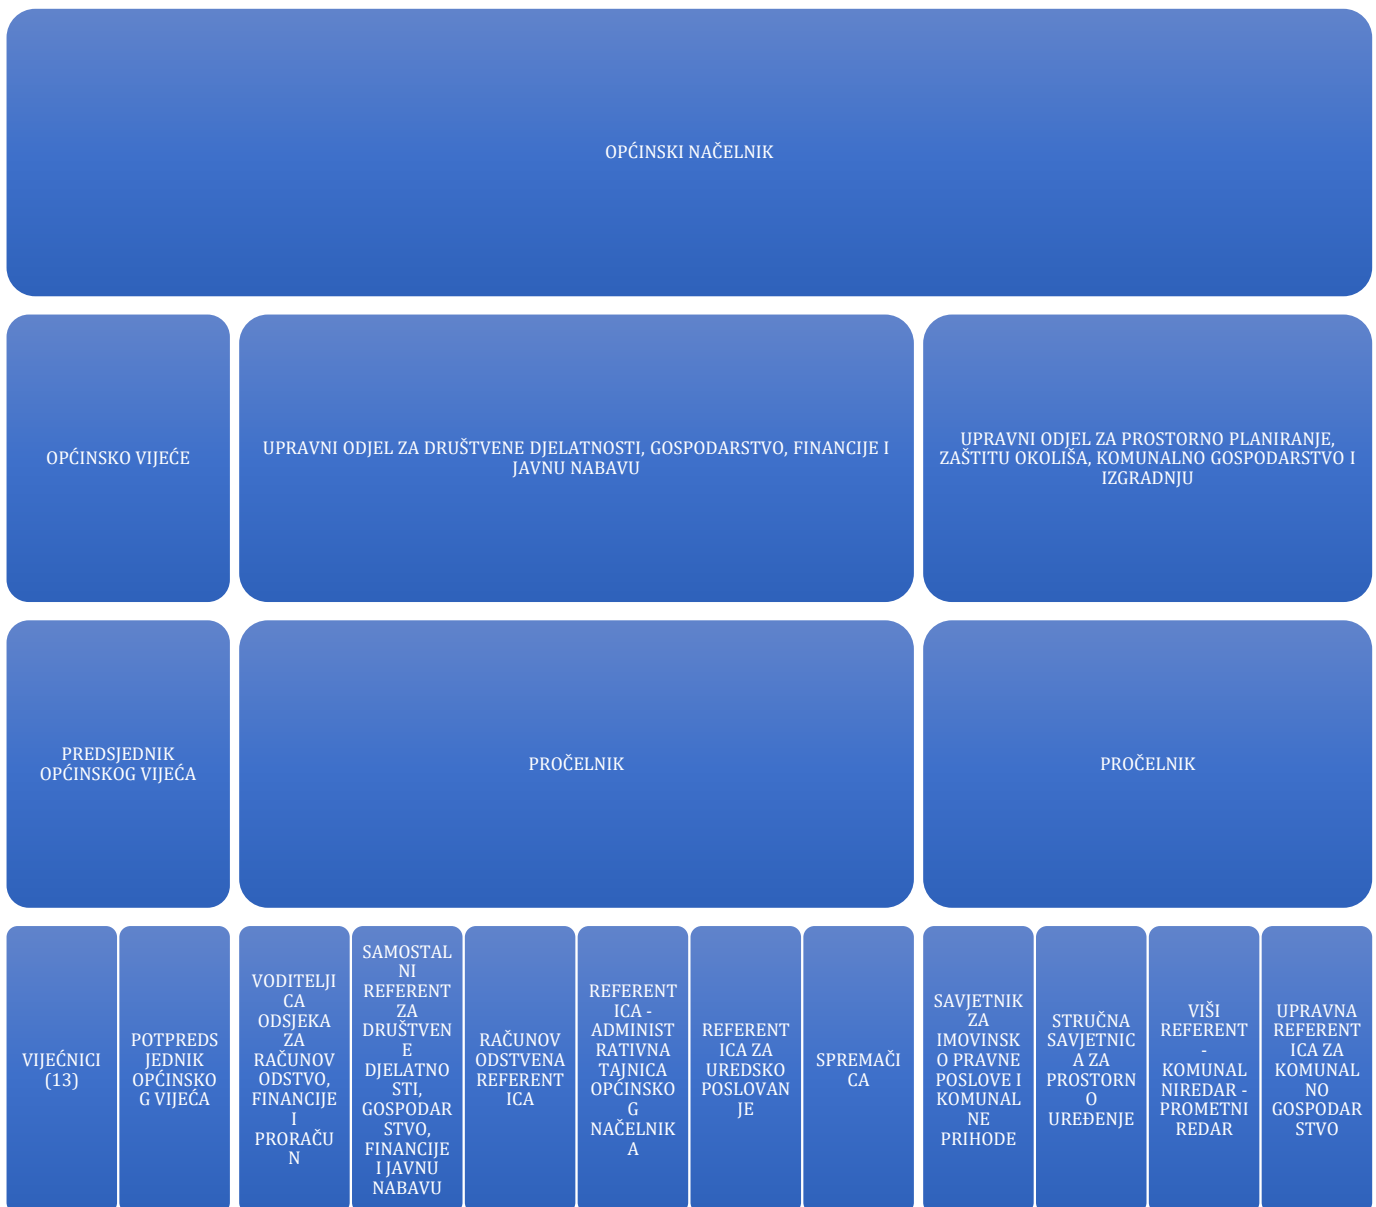 OPĆINSKI NAČELNIK
OPĆINSKO VIJEĆE
UPRAVNI ODJEL ZA DRUŠTVENE DJELATNOSTI, GOSPODARSTVO, FINANCIJE I
JAVNU NABAVU
UPRAVNI ODJEL ZA PROSTORNO PLANIRANJE,
ZAŠTITU OKOLIŠA, KOMUNALNO GOSPODARSTVO I
IZGRADNJU
PREDSJEDNIK
OPĆINSKOG VIJEĆA
PROČELNIK
PROČELNIK
VIJEĆNICI
(13)
POTPREDS
JEDNIK
OPĆINSKO
G VIJEĆA
VODITELJI
CA
ODSJEKA
ZA
RAČUNOV
ODSTVO,
FINANCIJE
I
PRORAČU
N
SAMOSTAL
NI
REFERENT
ZA
DRUŠTVEN
E
DJELATNO
STI,
GOSPODAR
STVO,
FINANCIJE
I JAVNU
NABAVU
RAČUNOV
ODSTVENA
REFERENT
ICA
REFERENT
ICA -
ADMINIST
RATIVNA
TAJNICA
OPĆINSKO
G
NAČELNIK
A
REFERENT
ICA ZA
UREDSKO
POSLOVAN
JE
SPREMAČI
CA
SAVJETNIK
ZA
IMOVINSK
O PRAVNE
POSLOVE I
KOMUNAL
NE
PRIHODE
STRUČNA
SAVJETNIC
A ZA
PROSTORN
O
UREĐENJE
VIŠI
REFERENT
-
KOMUNAL
NIREDAR -
PROMETNI
REDAR
UPRAVNA
REFERENT
ICA ZA
KOMUNAL
NO
GOSPODAR
STVO